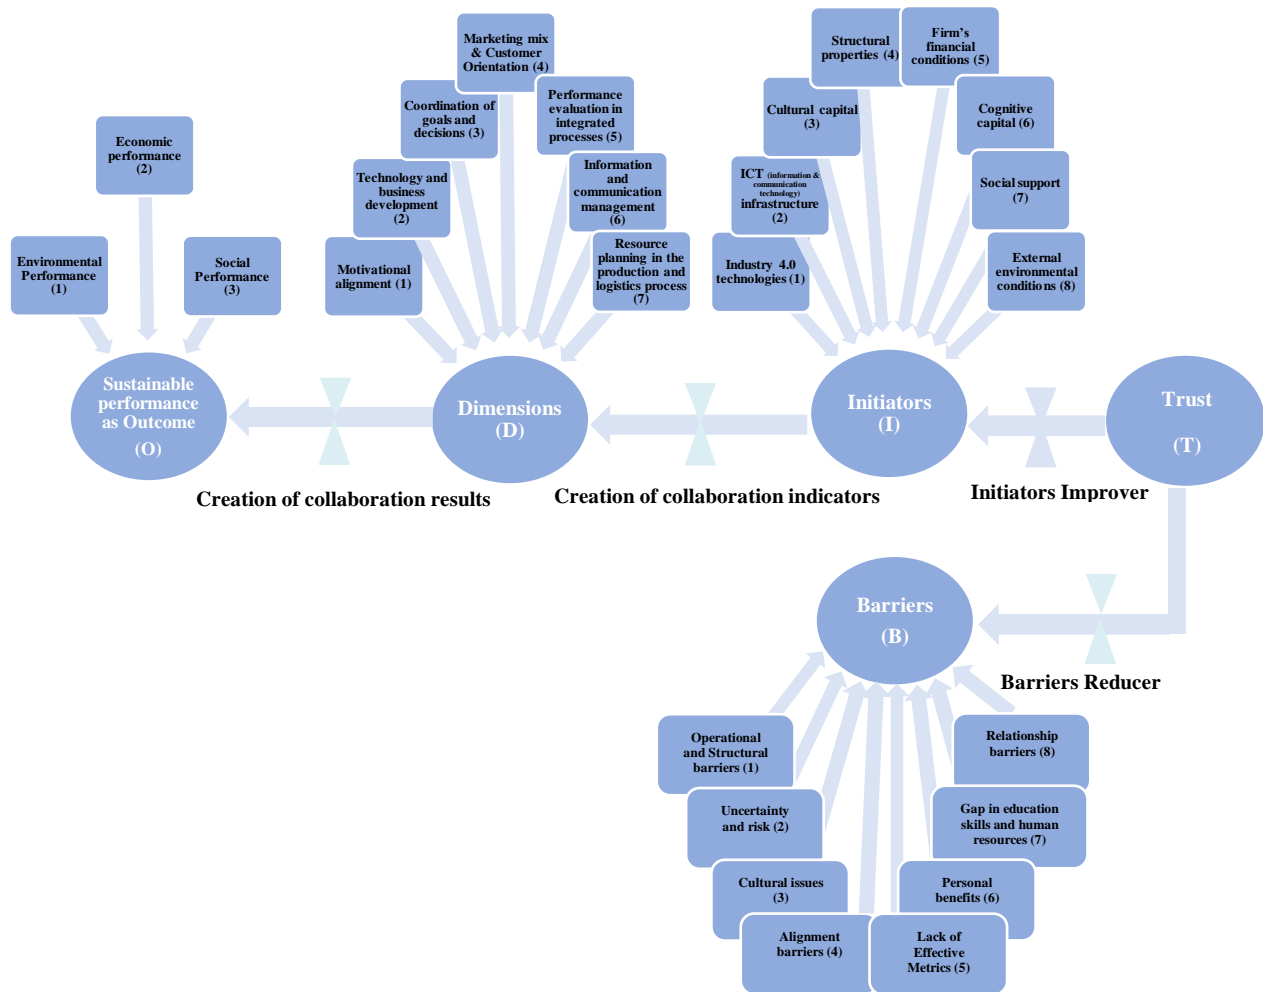 Economic
performance
(2)
Environmental
Performance
(1)
Social
Performance
(3)
Sustainable
performance
as Outcome
(O)
Marketing mix
& Customer
Orientation (4)
Coordination of
goals and
decisions (3)
Performance
evaluation in
integrated
processes (5)
Technology and
business
development
(2)
Information
and
communication
management
(6)
Motivational
alignment (1)
Resource
planning in the
production and
logistics process
(7)
Dimensions
(D)
Structural
properties (4)
Firm's
financial
conditions (5)
Cultural capital
(3)
Cognitive
capital (6)
ICT (information &
communication
technology)
infrastructure
(2)
Social support
(7)
Industry 4.0
technologies (1)
External
environmental
conditions (8)
Initiators
(I)
Trust
(T)
Creation of collaboration results
Creation of collaboration indicators
Initiators Improver
Barriers
(B)
Barriers Reducer
Operational
and Structural
barriers (1)
Uncertainty
and risk (2)
Cultural issues
(3)
Alignment
barriers (4)
Lack of
Effective
Metrics (5)
Personal
benefits (6)
Gap in education
skills and human
resources (7)
Relationship
barriers (8)